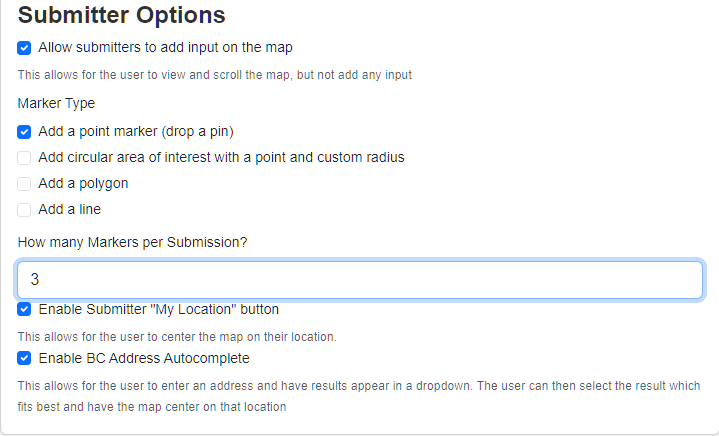 Submitter Options
Allow submitters to add input on the map
This allows for the user to view and scroll the map, but not add any input
Marker Type
Add a point marker (drop a pin)
Add circular area of interest with a point and custom radius
Add a polygon
Add a line
How many Markers per Submission?
3
Enable Submitter "My Location" button
This allows for the user to center the map on their location.
Enable BC Address Autocomplete
This allows for the user to enter an address and have results appear in a dropdown. The user can then select the result which
fits best and have the map center on that location